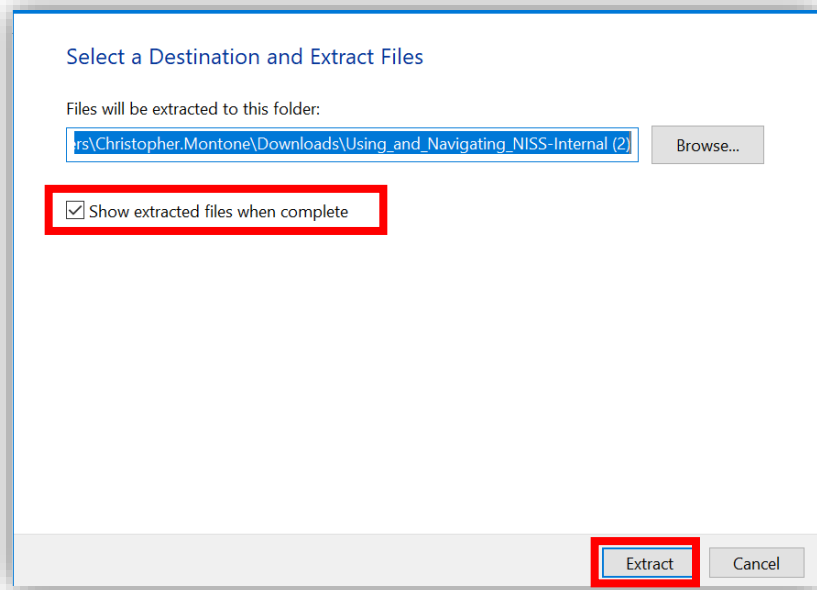 Select a Destination and Extract Files
Files will be extracted to this folder:
ers\Christopher.Montone\Downloads\Using_and_Navigating_NISS-Internal (2)
Browse...
Show extracted files when complete
Extract
Cancel